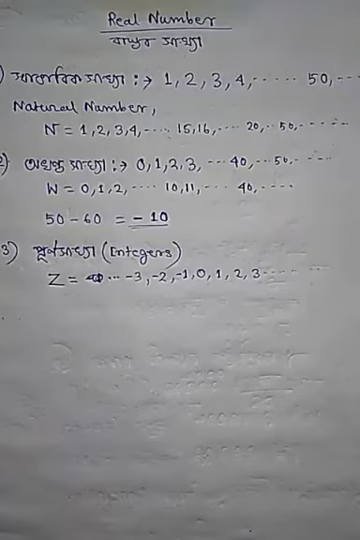 Real Number
বাস্তব সংখ্যা
) স্বাভাবিক সংখ্যা :→ 1, 2, 3, 4, ..... 50, ...
Natural Number,
N = 1, 2, 3, 4, .... 15, 16, .... 20, .. 50, ......
2) অখণ্ড সংখ্যা :→ 0, 1, 2, 3, ... 40, .. 50, ......
W = 0, 1, 2, .... 10, 11, ... 40, ....
50 - 60 = - 10
3) পূর্ণসংখ্যা (Integers)
Z = ... -3, -2, -1, 0, 1, 2, 3 .....